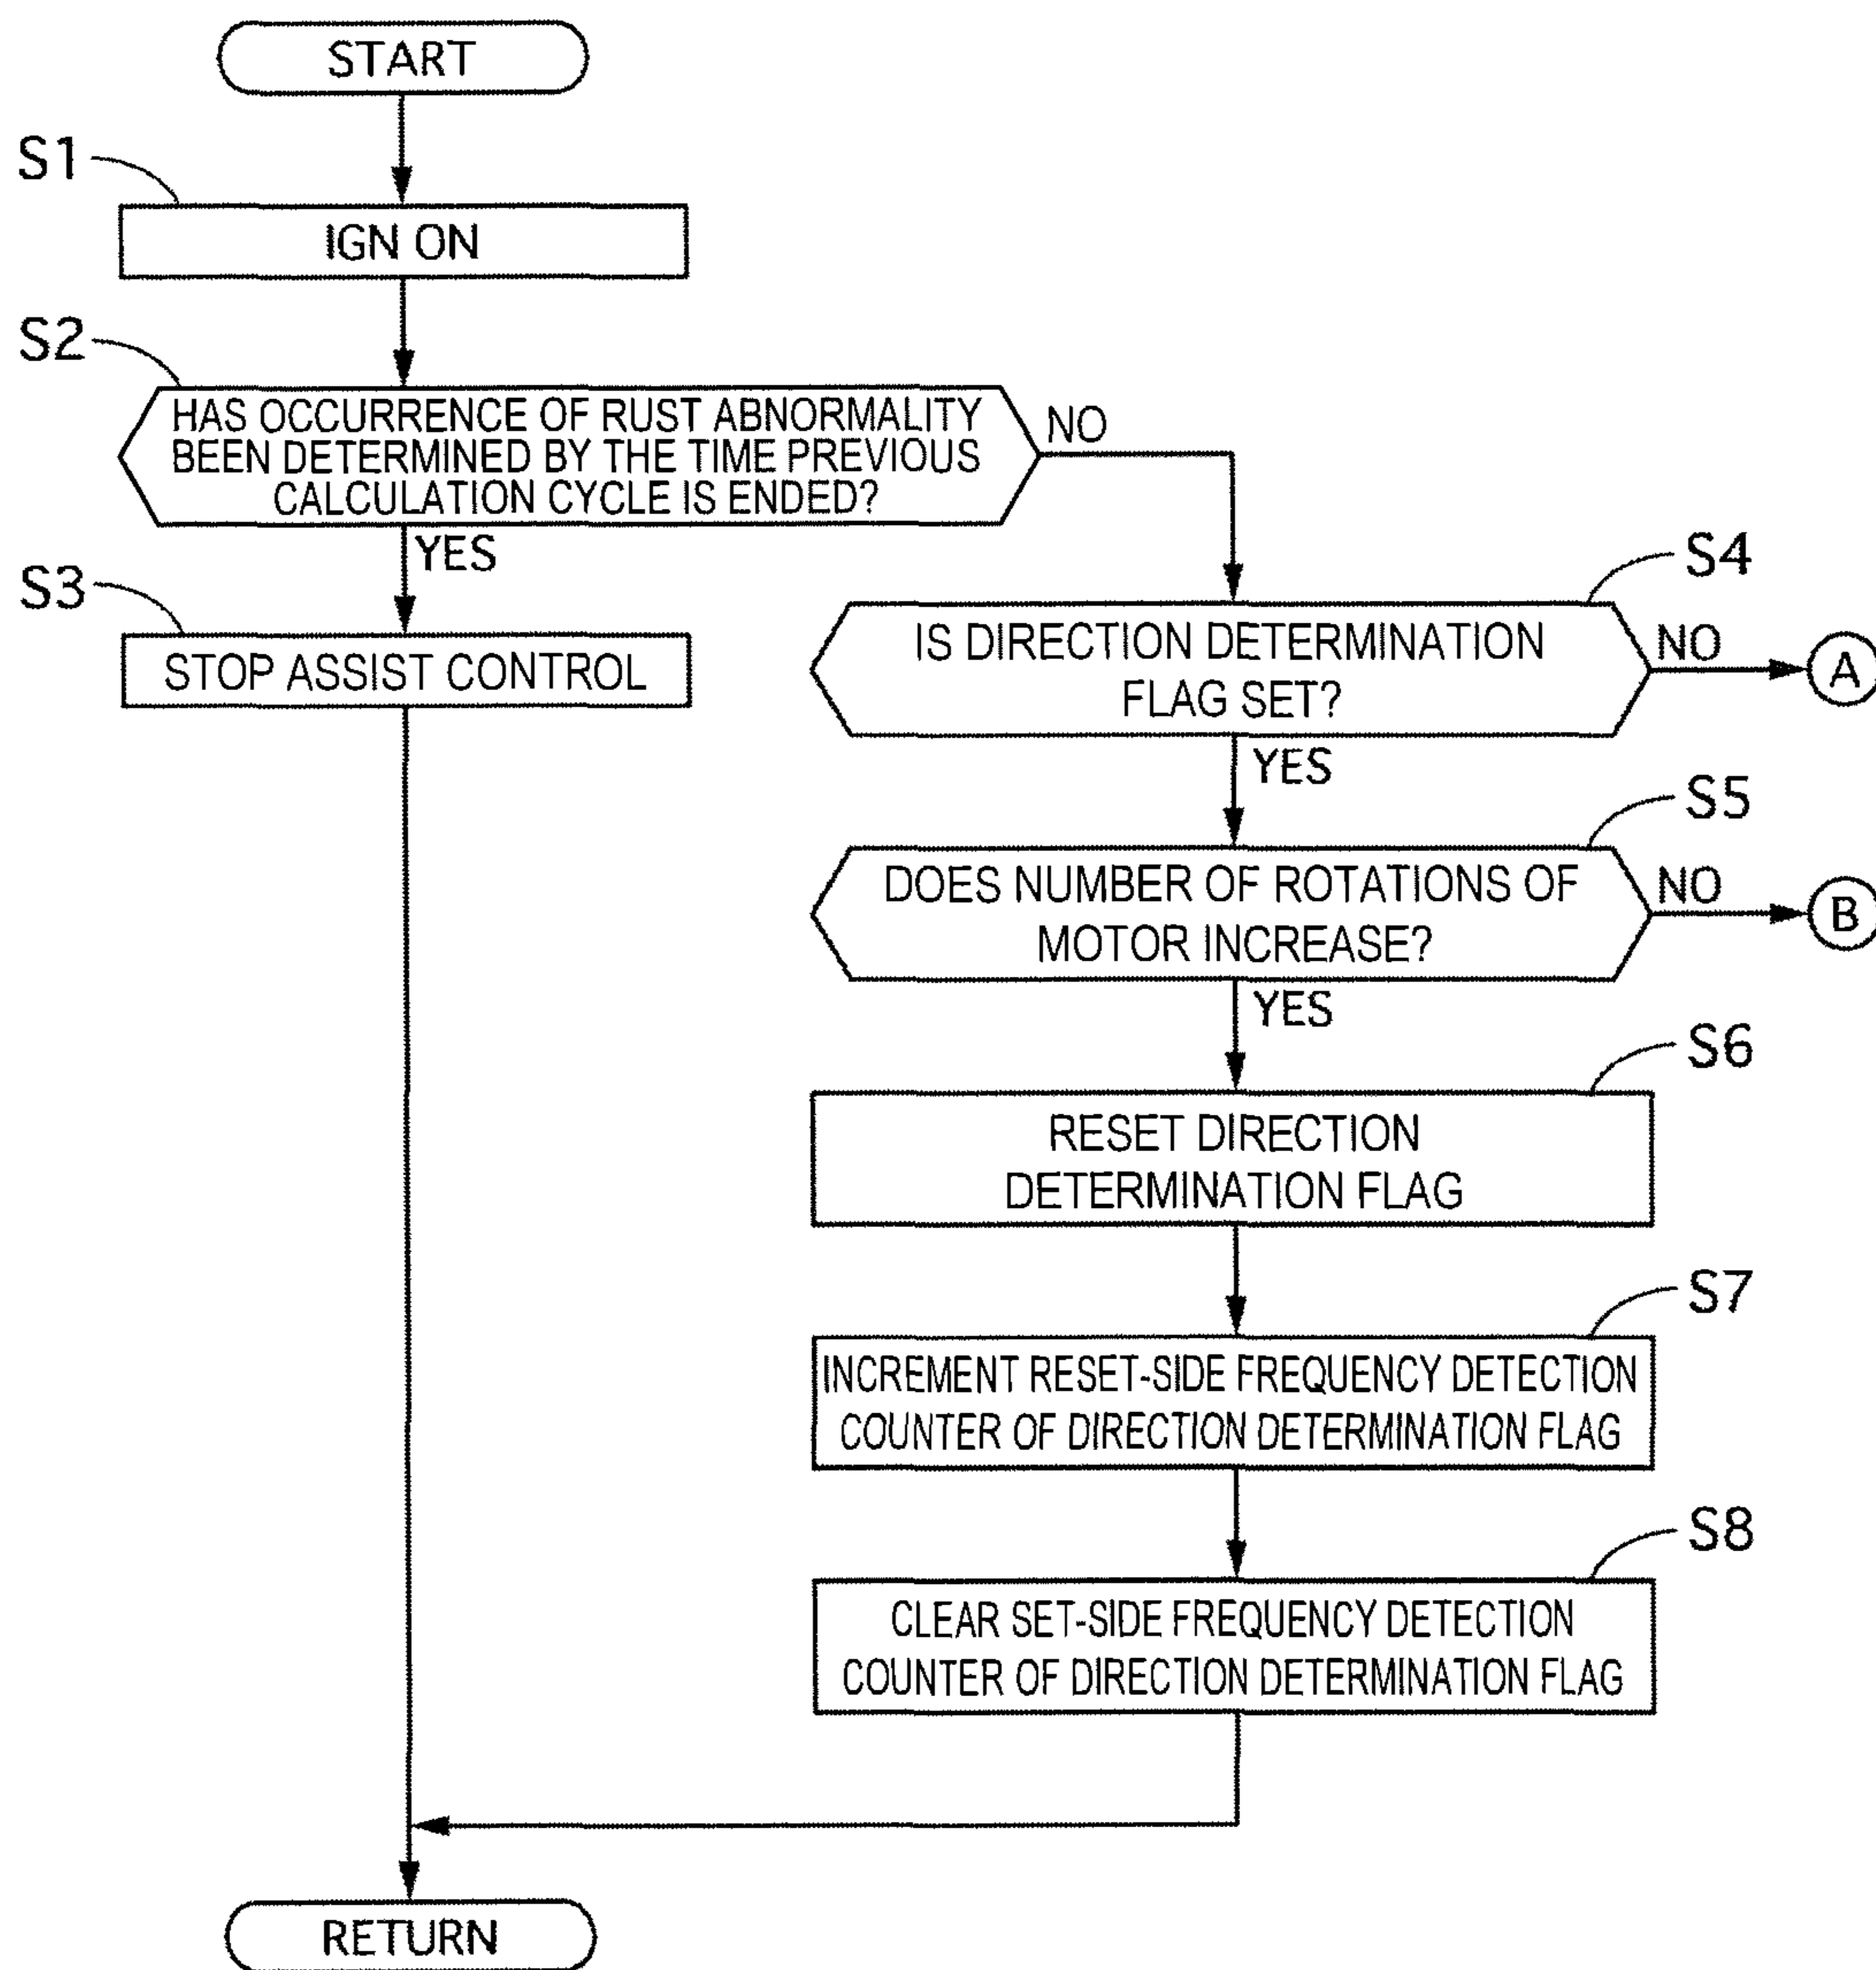 START
S1
IGN ON
S2
HAS OCCURRENCE OF RUST ABNORMALITY
BEEN DETERMINED BY THE TIME PREVIOUS
CALCULATION CYCLE IS ENDED?
NO
YES
S3
STOP ASSIST CONTROL
S4
IS DIRECTION DETERMINATION
FLAG SET?
NO
A
YES
S5
DOES NUMBER OF ROTATIONS OF
MOTOR INCREASE?
NO
B
YES
S6
RESET DIRECTION
DETERMINATION FLAG
S7
INCREMENT RESET-SIDE FREQUENCY DETECTION
COUNTER OF DIRECTION DETERMINATION FLAG
S8
CLEAR SET-SIDE FREQUENCY DETECTION
COUNTER OF DIRECTION DETERMINATION FLAG
RETURN